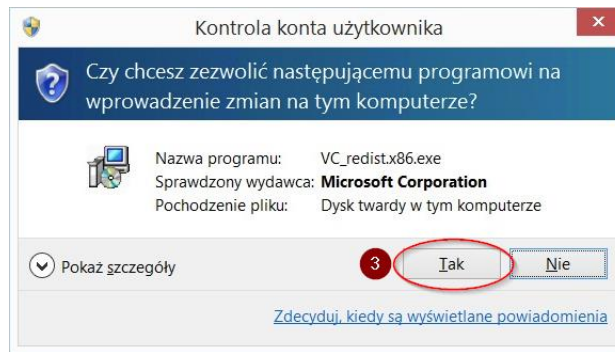 Kontrola konta użytkownika
Czy chcesz zezwolić następującemu programowi na
wprowadzenie zmian na tym komputerze?
Nazwa programu: VC_redist.x86.exe
Sprawdzony wydawca: Microsoft Corporation
Pochodzenie pliku: Dysk twardy w tym komputerze
Pokaż szczegóły 3 Tak Nie
Zdecyduj, kiedy są wyświetlane powiadomienia